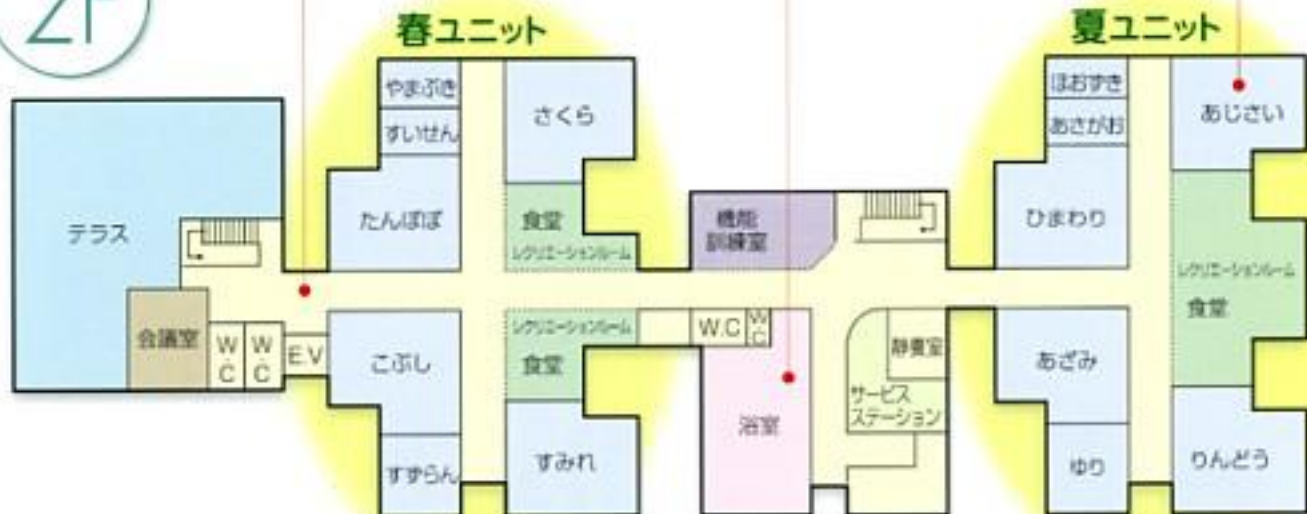 2F
春ユニット
夏ユニット
やまぶき
さくら
すいせん
たんぽぽ
食堂
レクリエーションルーム
テラス
会議室
W.C
W.C
E.V
こぶし
レクリエーションルーム
食堂
すずらん
すみれ
機能
訓練室
W.C
W.C
浴室
静養室
サービス
ステーション
ほおずき
あじさい
あさがお
ひまわり
レクリエーションルーム
食堂
あざみ
ゆり
りんどう